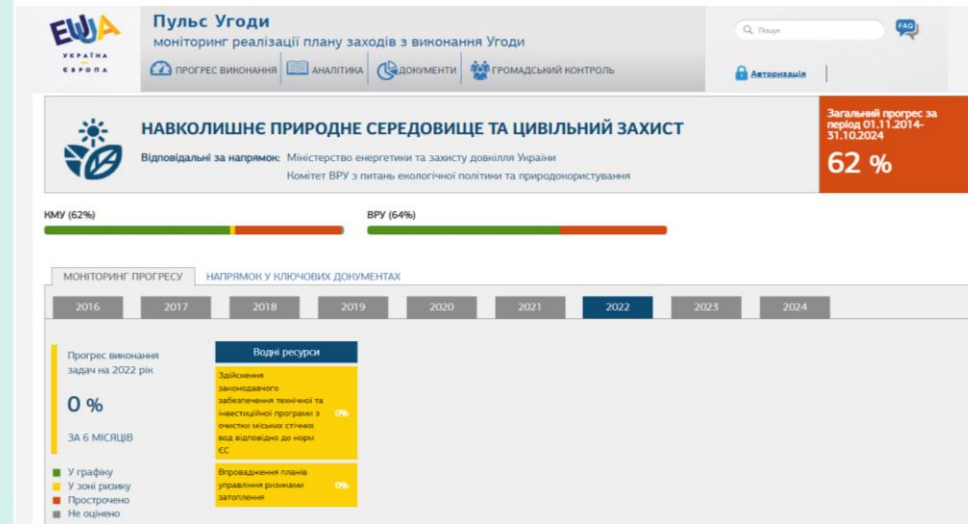 EUЮA
УКРАЇНА
ЄВРОПА
Пульс Угоди
моніторинг реалізації плану заходів з виконання Угоди
ПРОГРЕС ВИКОНАННЯ
АНАЛІТИКА
ДОКУМЕНТИ
ГРОМАДСЬКИЙ КОНТРОЛЬ
Пошук
FAQ
Авторизація
НАВКОЛИШНЄ ПРИРОДНЕ СЕРЕДОВИЩЕ ТА ЦИВІЛЬНИЙ ЗАХИСТ
Відповідальні за напрямок: Міністерство енергетики та захисту довкілля України
Комітет ВРУ з питань екологічної політики та природокористування
Загальний прогрес за
період 01.11.2014-
31.10.2024
62 %
КМУ (62%)
ВРУ (64%)
МОНІТОРИНГ ПРОГРЕСУ
НАПРЯМОК У КЛЮЧОВИХ ДОКУМЕНТАХ
2016 2017 2018 2019 2020 2021 2022 2023 2024
Прогрес виконання
задач на 2022 рік
0 %
ЗА 6 МІСЯЦІВ
У графіку
У зоні ризику
Прострочено
Не оцінено
Водні ресурси
Здійснення
законодавчого
забезпечення технічної та
інвестиційної програми з
очистки міських стічних
вод відповідно до норм
ЄС
0%
Впровадження планів
управління ризиками
затоплення
0%